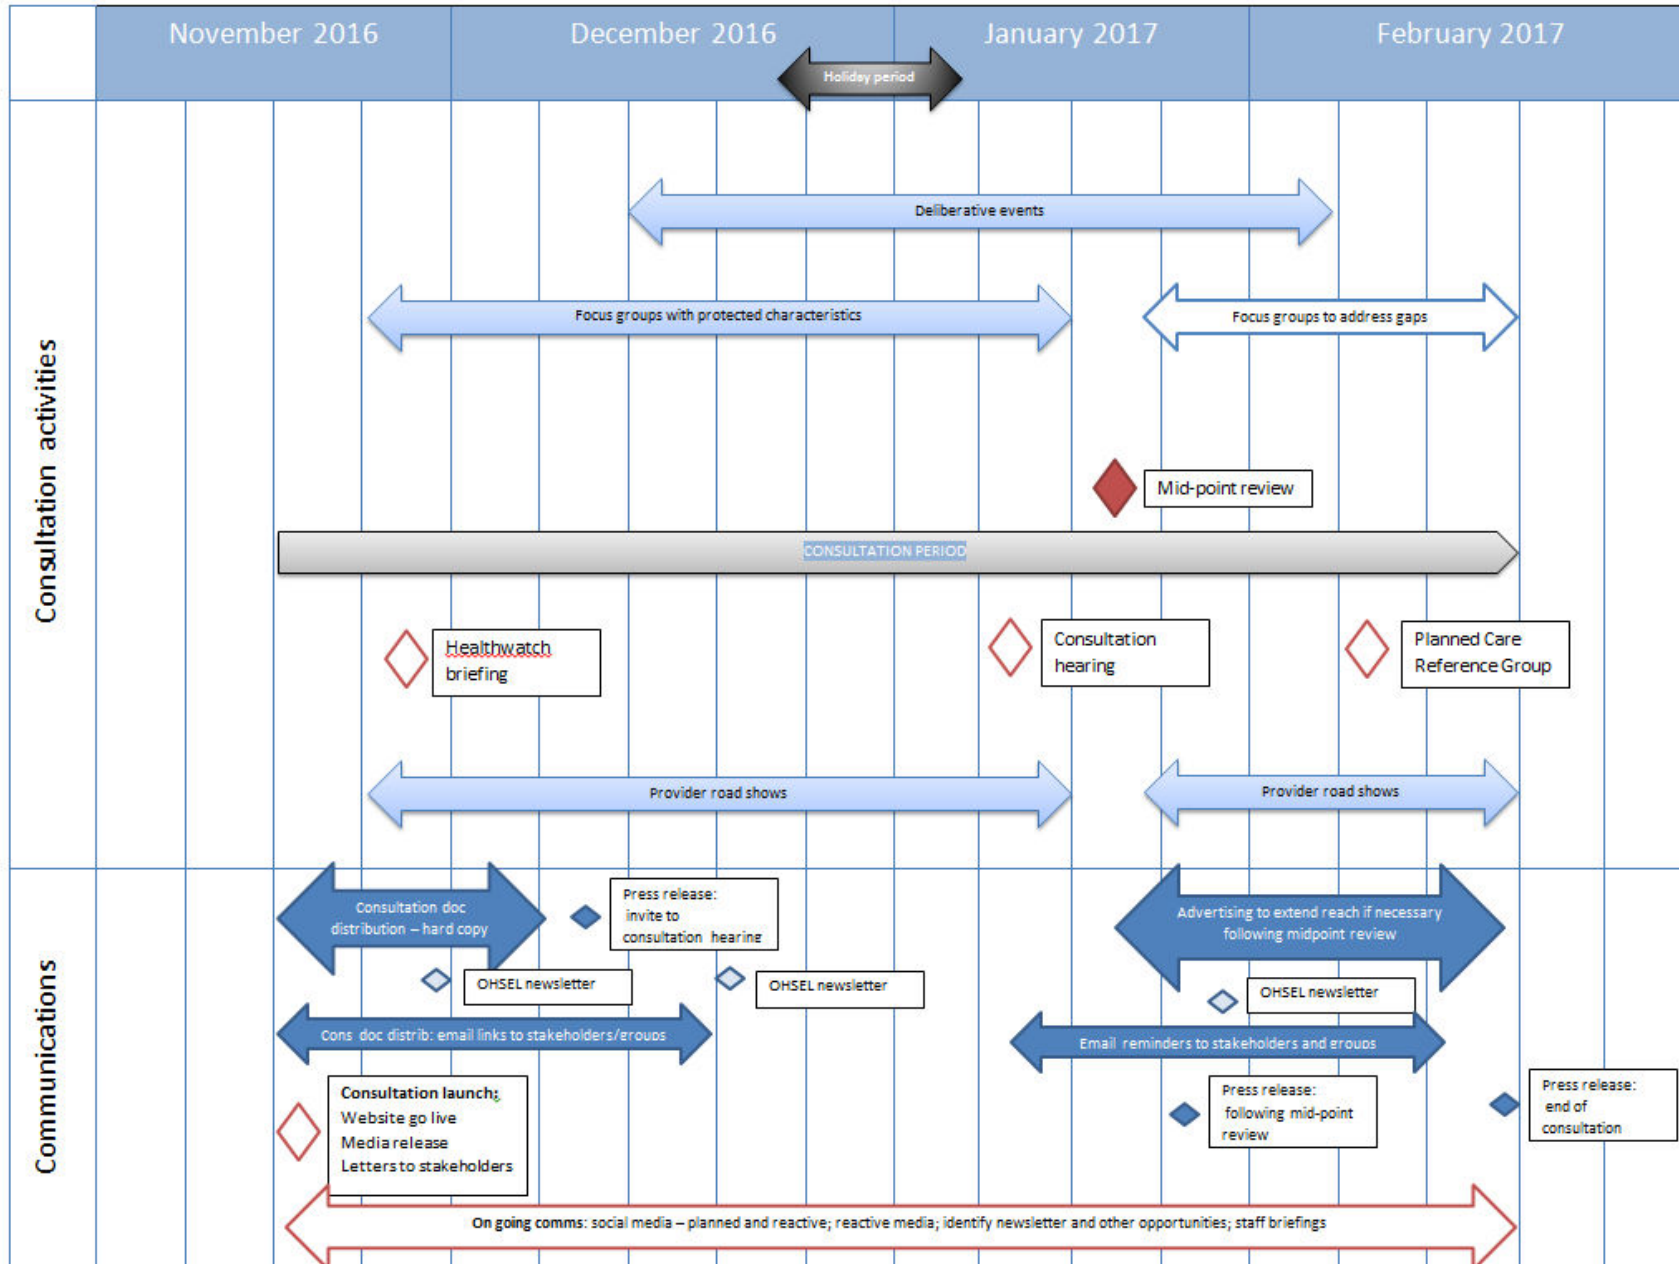 November 2016
December 2016
January 2017
February 2017
Holiday period
Consultation activities
Deliberative events
Focus groups with protected characteristics
Focus groups to address gaps
Mid-point review
CONSULTATION PERIOD
Healthwatch
briefing
Consultation
hearing
Planned Care
Reference Group
Provider road shows
Provider road shows
Communications
Consultation doc
distribution – hard copy
Press release:
invite to
consultation hearing
Advertising to extend reach if necessary
following midpoint review
OHSEL newsletter
OHSEL newsletter
OHSEL newsletter
Cons doc distrib: email links to stakeholders/groups
Email reminders to stakeholders and groups
Consultation launch:
Website go live
Media release
Letters to stakeholders
Press release:
following mid-point
review
Press release:
end of
consultation
On going comms: social media – planned and reactive; reactive media; identify newsletter and other opportunities; staff briefings